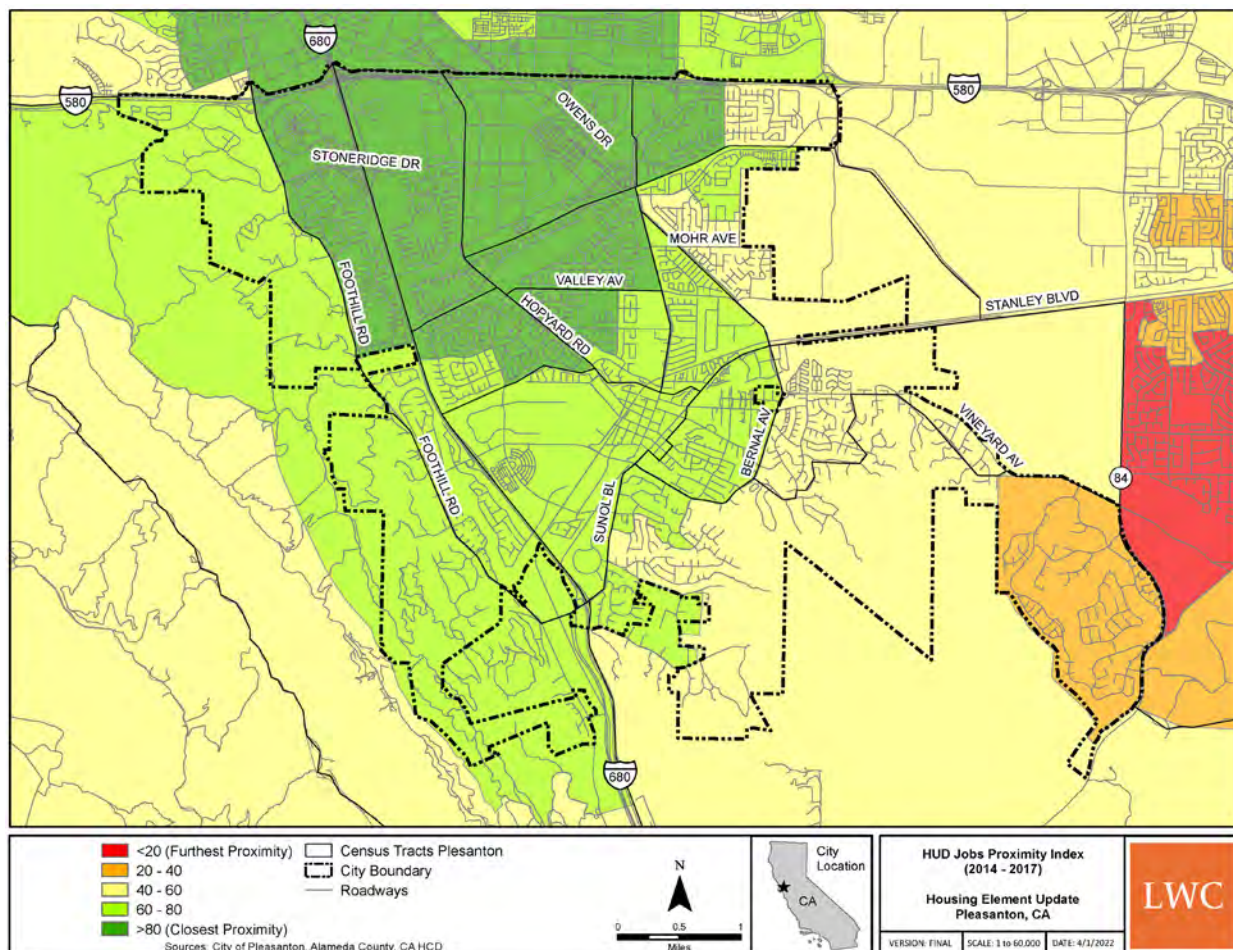 680
580
580
OWENS DR
STONERIDGE DR
MOHR AVE
VALLEY AV
FOOTHILL RD
HOPYARD RD
STANLEY BLVD
VINEYARD AV
BERNAL AV
FOOTHILL RD
84
SUNOL BL
680
<20 (Furthest Proximity)
20 - 40
40 - 60
60 - 80
>80 (Closest Proximity)
Census Tracts Plesanton
City Boundary
Roadways
Sources: City of Pleasanton, Alameda County, CA HCD
N
0 0.5 1
Miles
City
Location
CA
HUD Jobs Proximity Index
(2014 - 2017)
Housing Element Update
Pleasanton, CA
VERSION: FINAL SCALE: 1 to 60,000 DATE: 4/1/2022
LWC